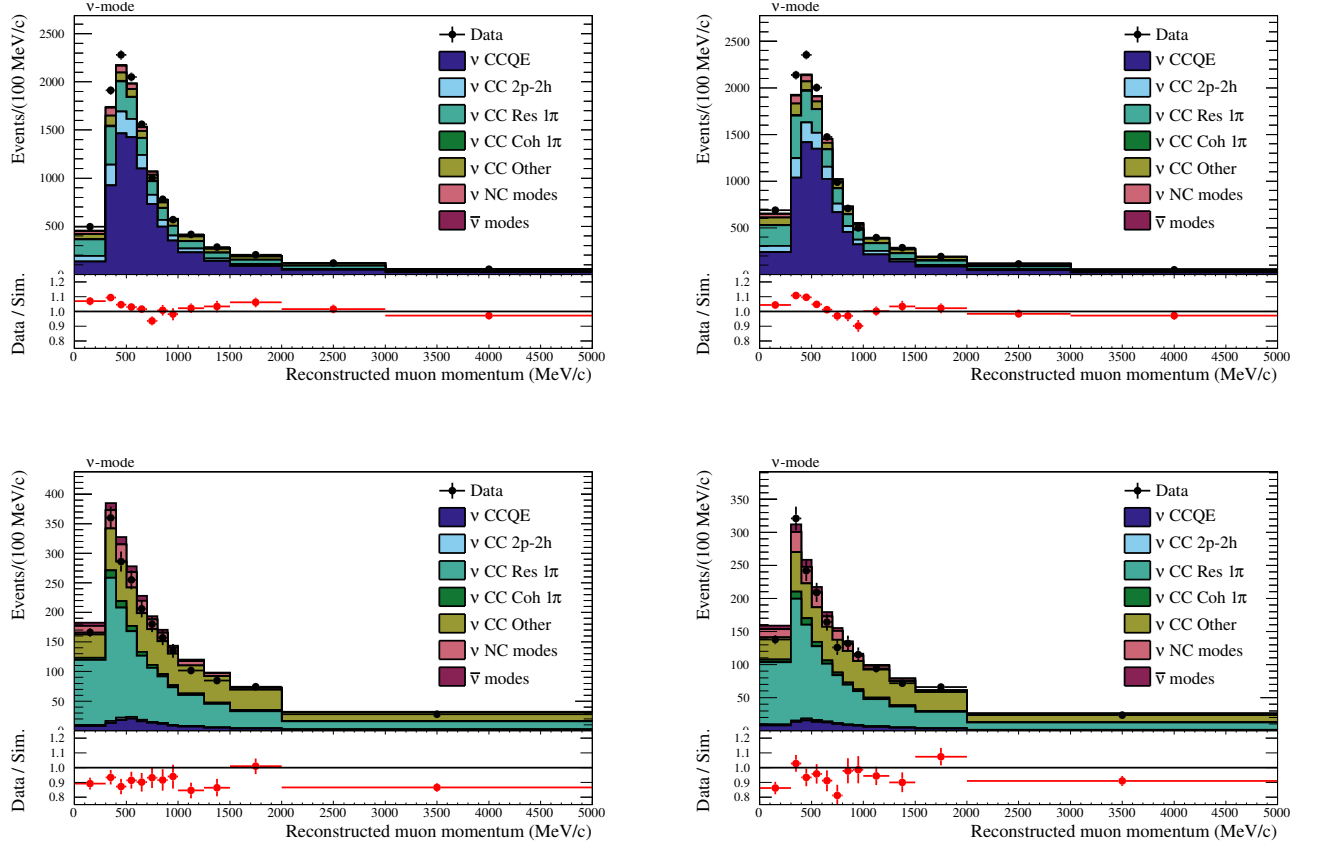 ν-mode
Events/(100 MeV/c)
2500
2000
1500
1000
500
0
Data
ν CCQE
ν CC 2p-2h
ν CC Res 1π
ν CC Coh 1π
ν CC Other
ν NC modes
ν̅ modes
Data / Sim.
1.2
1.1
1.0
0.9
0.8
0 500 1000 1500 2000 2500 3000 3500 4000 4500 5000
Reconstructed muon momentum (MeV/c)
ν-mode
Events/(100 MeV/c)
2500
2000
1500
1000
500
0
Data
ν CCQE
ν CC 2p-2h
ν CC Res 1π
ν CC Coh 1π
ν CC Other
ν NC modes
ν̅ modes
Data / Sim.
1.2
1.1
1.0
0.9
0.8
0 500 1000 1500 2000 2500 3000 3500 4000 4500 5000
Reconstructed muon momentum (MeV/c)
ν-mode
Events/(100 MeV/c)
400
350
300
250
200
150
100
50
0
Data
ν CCQE
ν CC 2p-2h
ν CC Res 1π
ν CC Coh 1π
ν CC Other
ν NC modes
ν̅ modes
Data / Sim.
1.2
1.1
1.0
0.9
0.8
0 500 1000 1500 2000 2500 3000 3500 4000 4500 5000
Reconstructed muon momentum (MeV/c)
ν-mode
Events/(100 MeV/c)
350
300
250
200
150
100
50
0
Data
ν CCQE
ν CC 2p-2h
ν CC Res 1π
ν CC Coh 1π
ν CC Other
ν NC modes
ν̅ modes
Data / Sim.
1.2
1.1
1.0
0.9
0.8
0 500 1000 1500 2000 2500 3000 3500 4000 4500 5000
Reconstructed muon momentum (MeV/c)